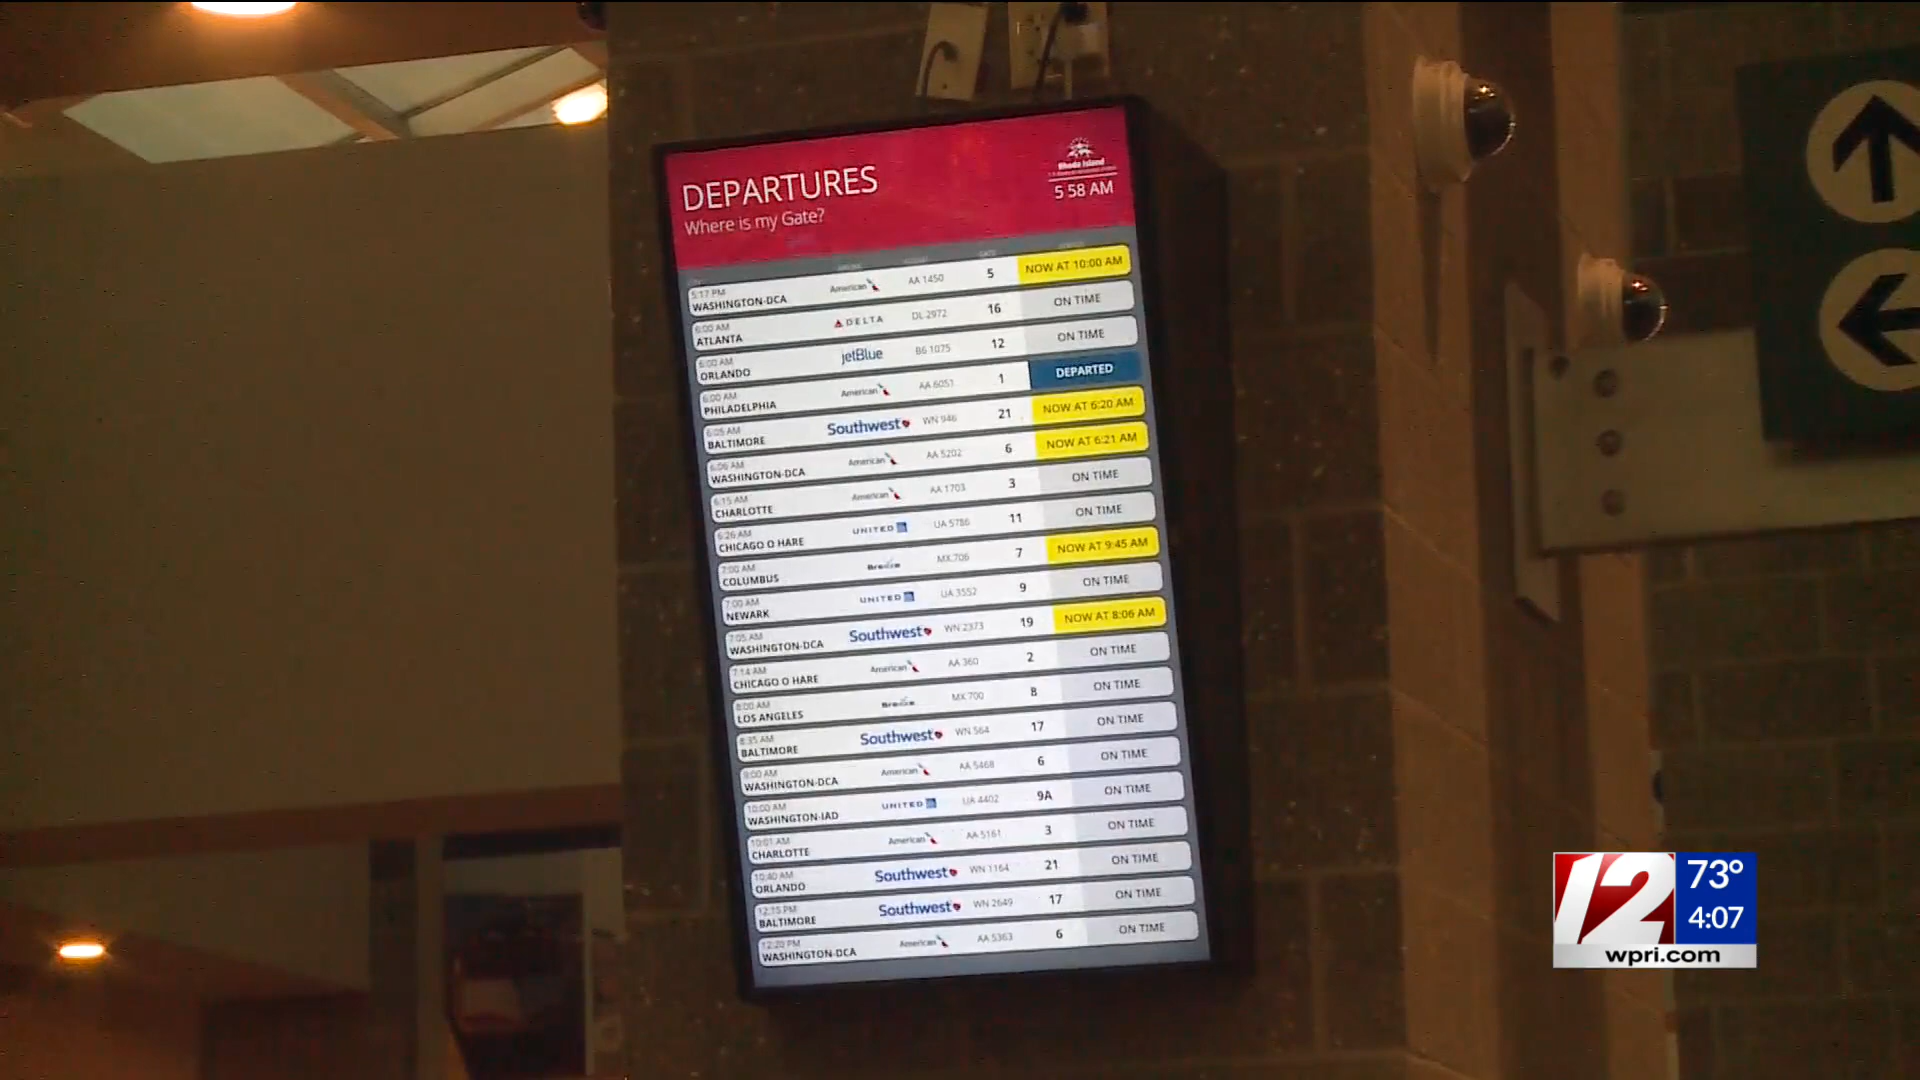 DEPARTURES
Where is my Gate?
Rhode Island
5 58 AM
5:17 PM WASHINGTON-DCA American AA 1450 5 NOW AT 10:00 AM
6:00 AM ATLANTA DELTA DL 2972 16 ON TIME
6:00 AM ORLANDO jetBlue B6 1075 12 ON TIME
6:00 AM PHILADELPHIA American AA 6051 1 DEPARTED
6:05 AM BALTIMORE Southwest WN 946 21 NOW AT 6:20 AM
6:06 AM WASHINGTON-DCA American AA 5202 6 NOW AT 6:21 AM
6:15 AM CHARLOTTE American AA 1703 3 ON TIME
6:26 AM CHICAGO O HARE UNITED UA 5786 11 ON TIME
7:00 AM COLUMBUS Breeze MX 706 7 NOW AT 9:45 AM
7:00 AM NEWARK UNITED UA 3552 9 ON TIME
7:05 AM WASHINGTON-DCA Southwest WN 2373 19 NOW AT 8:06 AM
7:14 AM CHICAGO O HARE American AA 360 2 ON TIME
8:00 AM LOS ANGELES Breeze MX 700 8 ON TIME
8:35 AM BALTIMORE Southwest WN 564 17 ON TIME
9:00 AM WASHINGTON-DCA American AA 5468 6 ON TIME
10:00 AM WASHINGTON-IAD UNITED UA 4402 9A ON TIME
10:01 AM CHARLOTTE American AA 5161 3 ON TIME
10:40 AM ORLANDO Southwest WN 1164 21 ON TIME
12:15 PM BALTIMORE Southwest WN 2649 17 ON TIME
12:20 PM WASHINGTON-DCA American AA 5363 6 ON TIME
12 73°
4:07
wpri.com